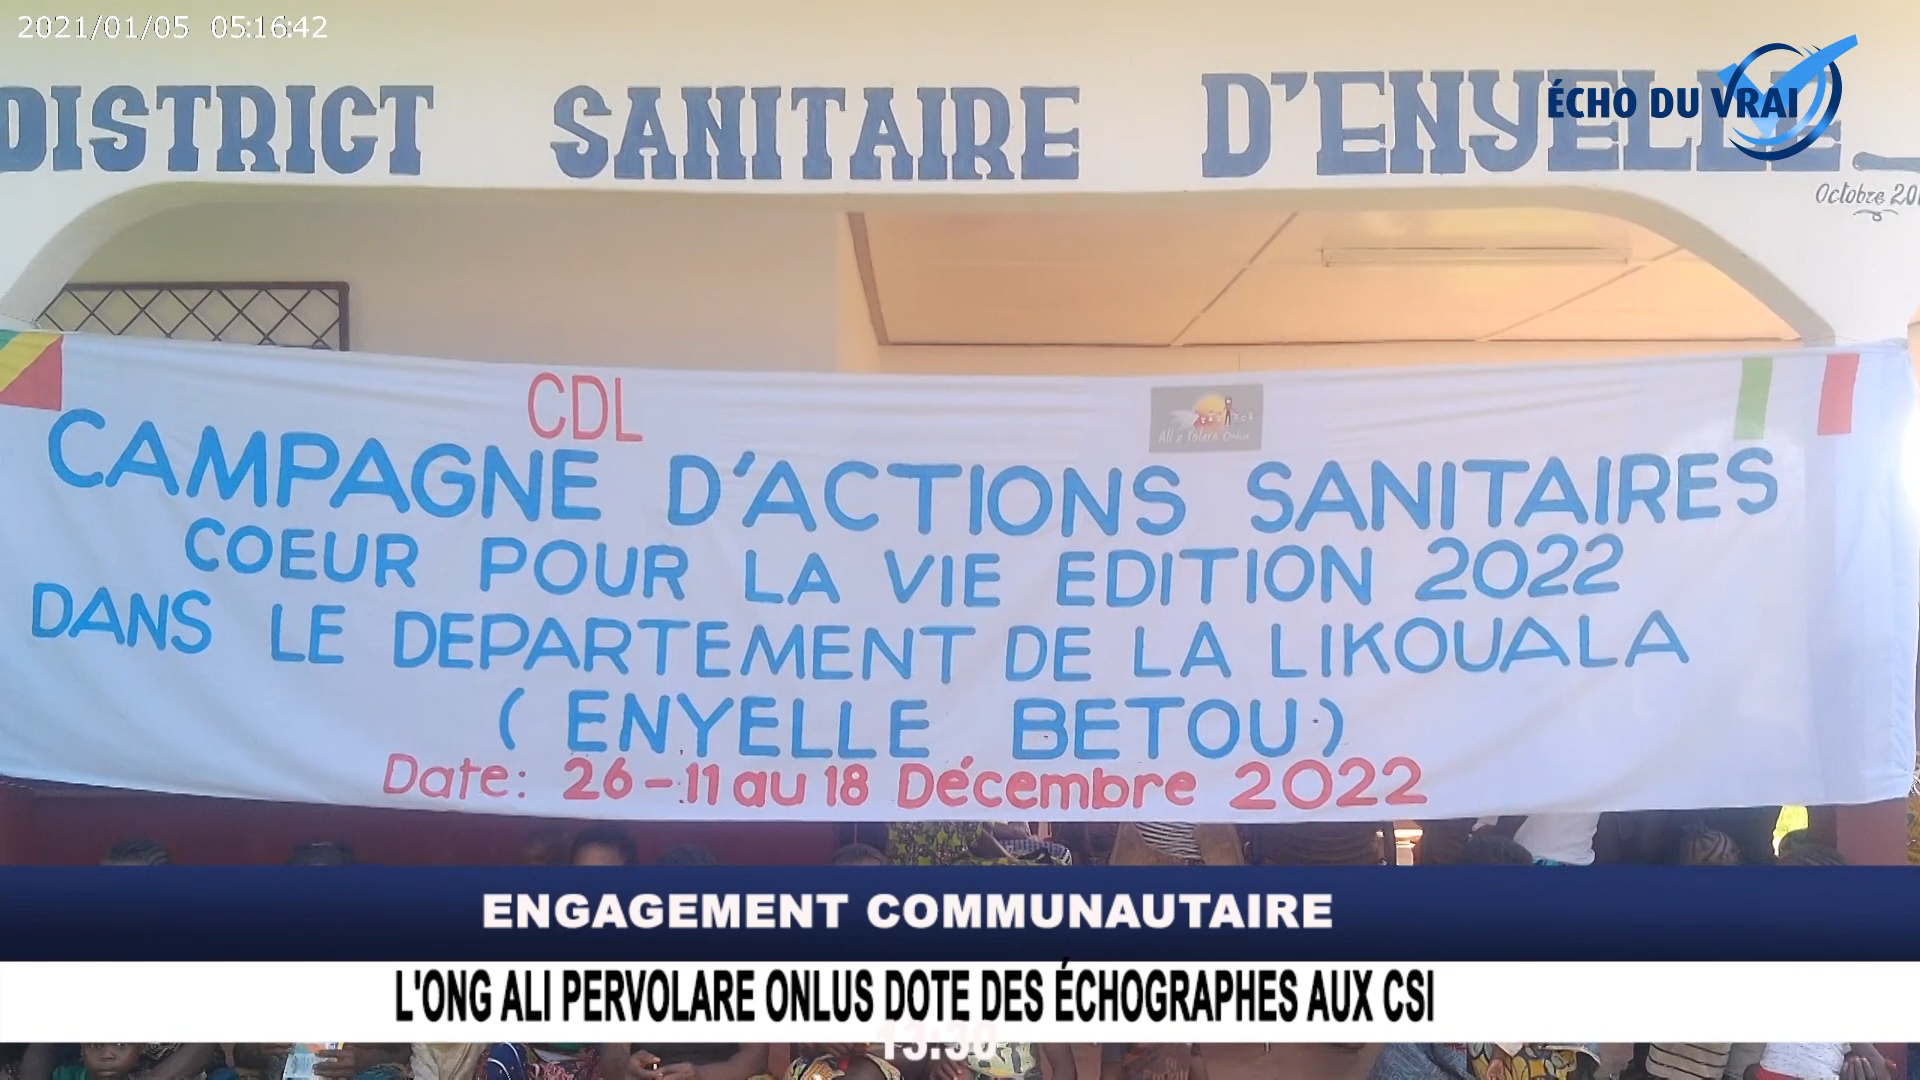 2021/01/05 05:16:42
DISTRICT SANITAIRE D'ENYELLE
ÉCHO DU VRAI
Octobre
CDL
CAMPAGNE D'ACTIONS SANITAIRES
COEUR POUR LA VIE EDITION 2022
DANS LE DEPARTEMENT DE LA LIKOUALA
( ENYELLE BETOU )
Date: 26-11 au 18 Décembre 2022
ENGAGEMENT COMMUNAUTAIRE
L'ONG ALI PERVOLARE ONLUS DOTE DES ÉCHOGRAPHES AUX CSI
13:30